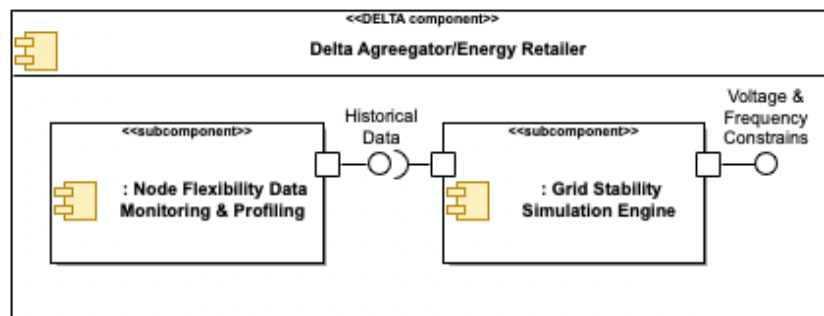 <<DELTA component>>
Delta Agreegator/Energy Retailer
<<subcomponent>>
: Node Flexibility Data
Monitoring & Profiling
Historical
Data
<<subcomponent>>
: Grid Stability
Simulation Engine
Voltage &
Frequency
Constrains